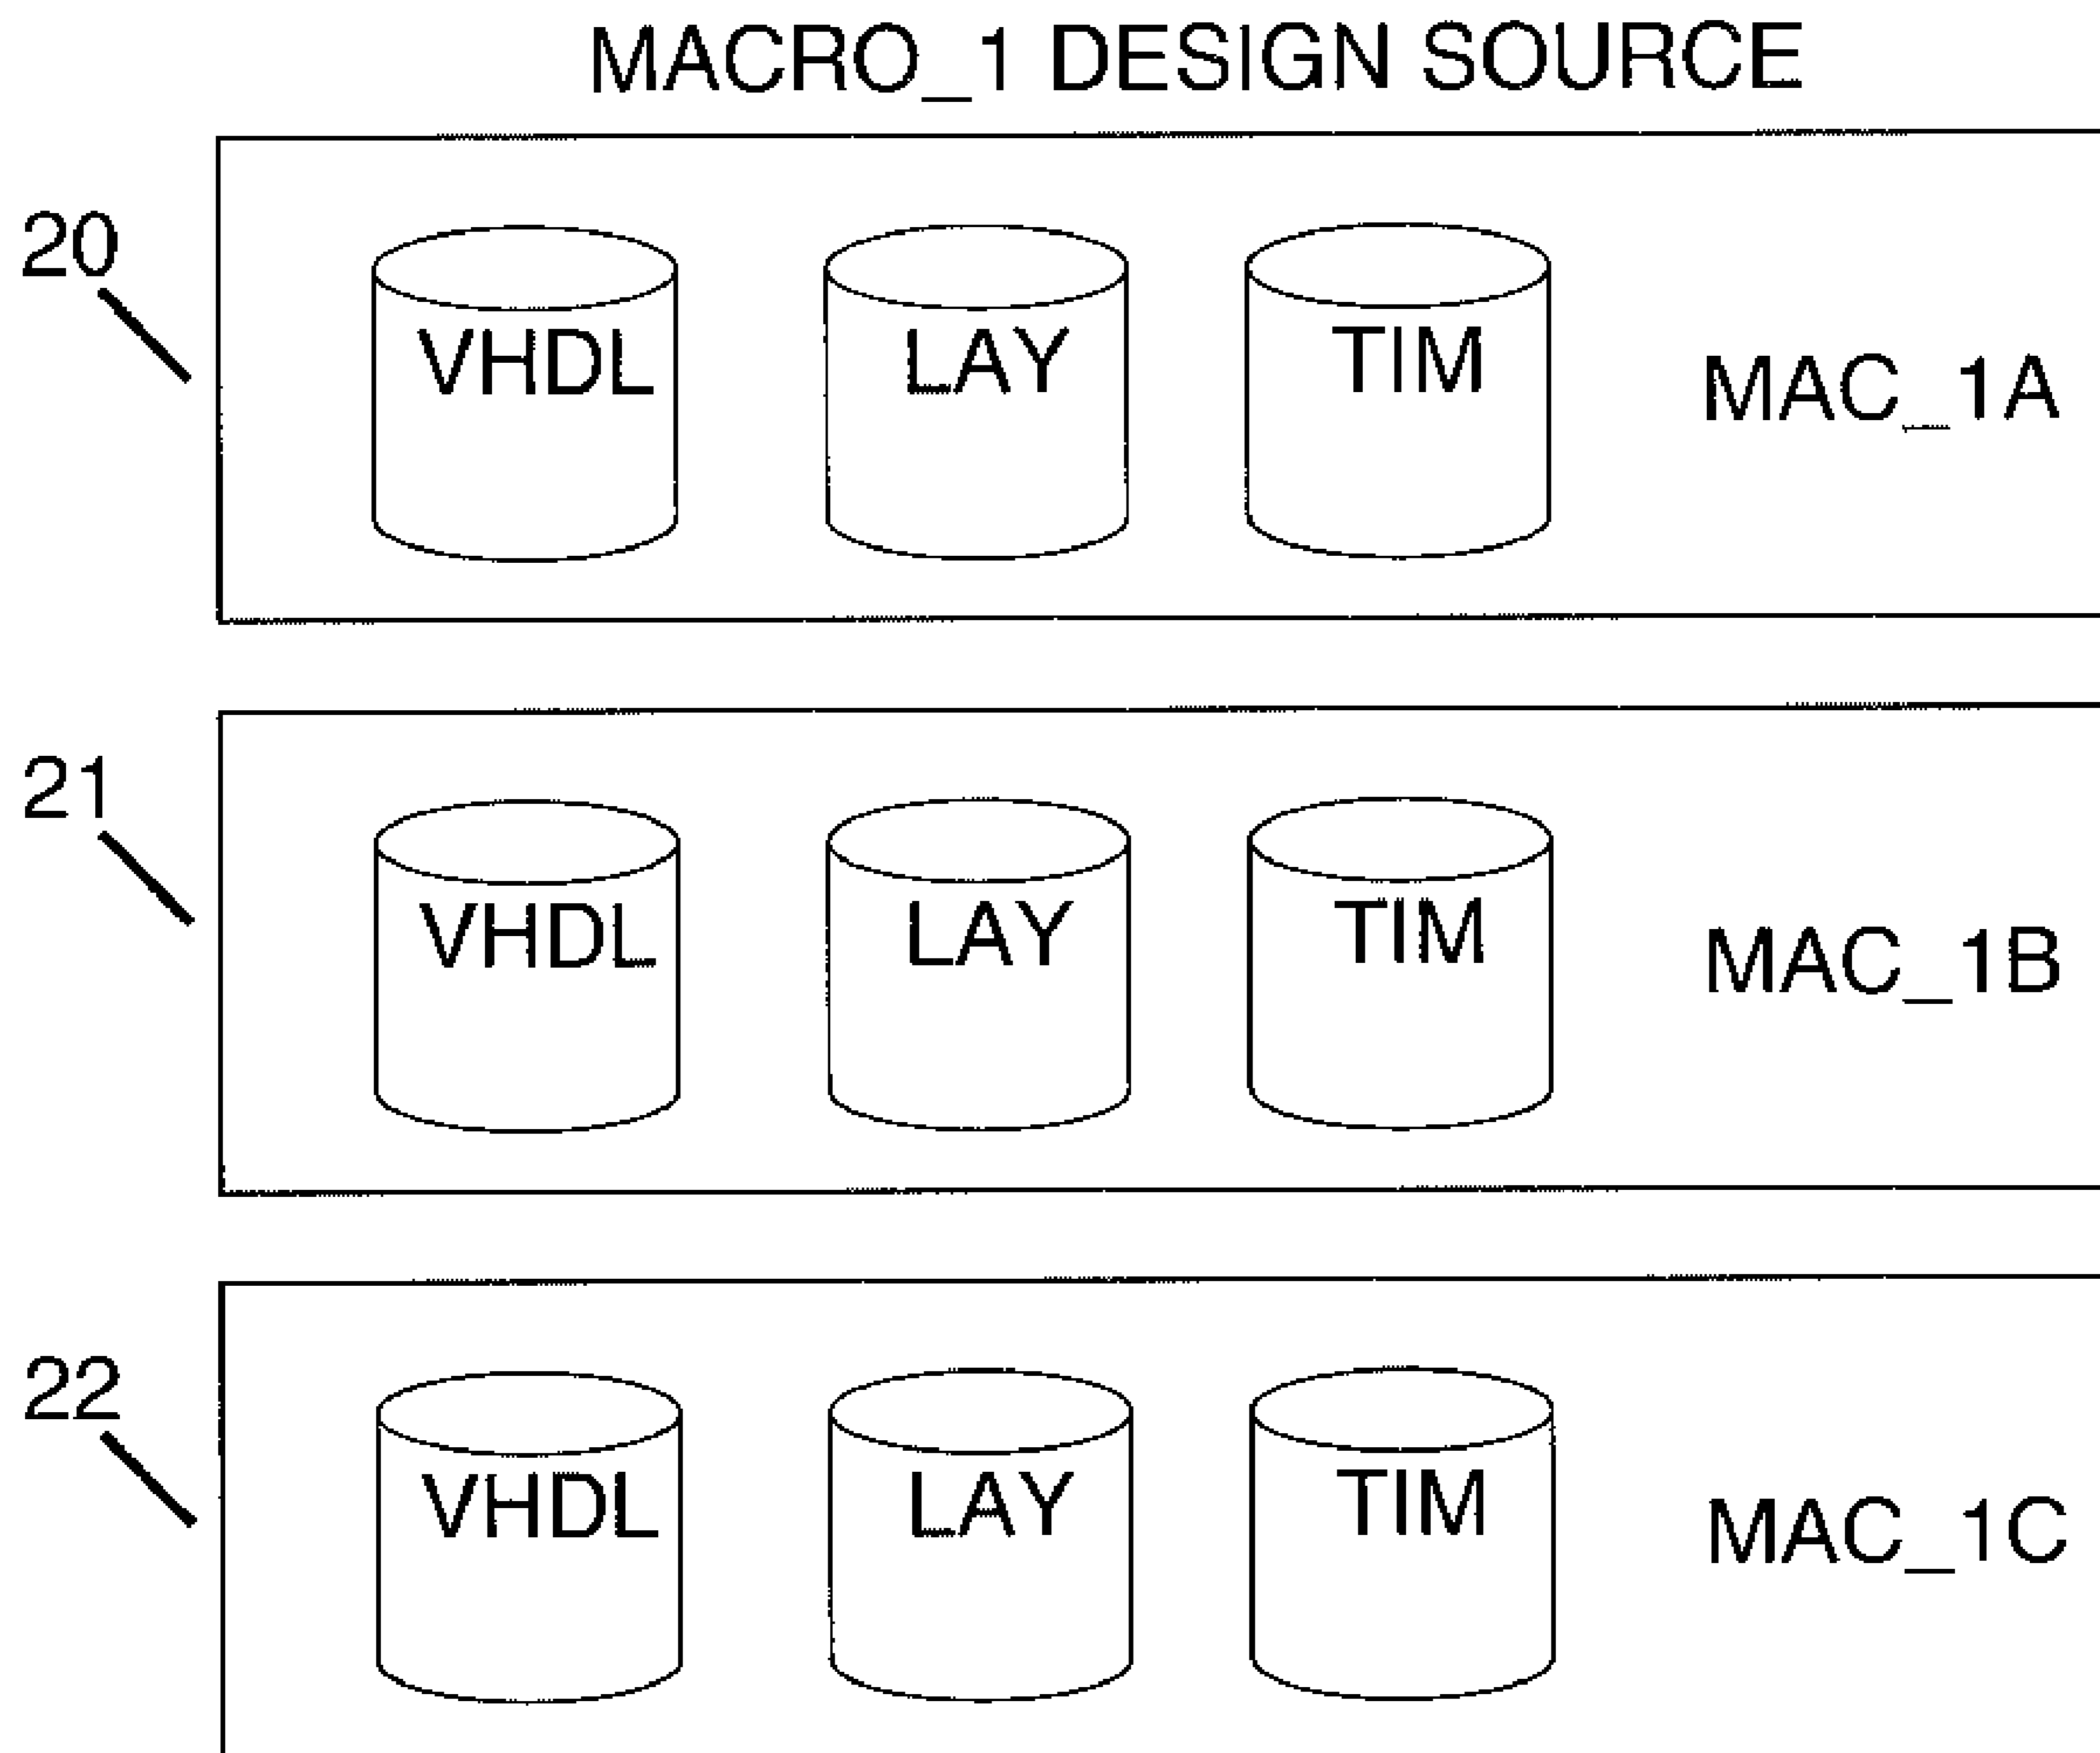 MACRO_1 DESIGN SOURCE
20
VHDL LAY TIM MAC_1A
21
VHDL LAY TIM MAC_1B
22
VHDL LAY TIM MAC_1C